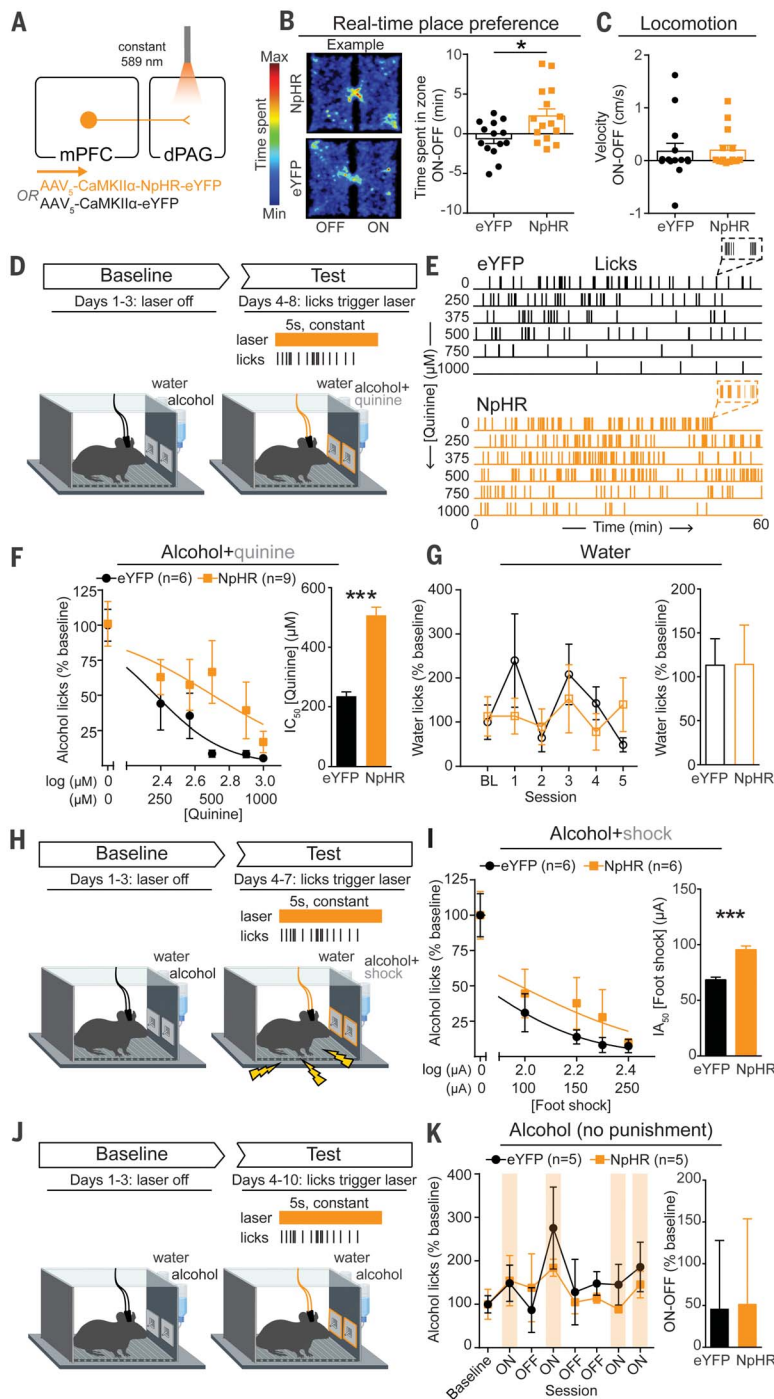 A
constant
589 nm
mPFC
dPAG
AAV5-CaMKIIα-NpHR-eYFP
OR
AAV5-CaMKIIα-eYFP
B
Real-time place preference
Example
Max
Time spent
Min
NpHR
eYFP
OFF
ON
Time spent in zone
ON-OFF (min)
10
5
0
-5
-10
*
eYFP
NpHR
C
Locomotion
Velocity
ON-OFF (cm/s)
2
1
0
-1
eYFP
NpHR
D
Baseline
Test
Days 1-3: laser off
Days 4-8: licks trigger laser
5s, constant
laser
licks
water
alcohol
water
alcohol+
quinine
E
eYFP
Licks
0
250
375
500
750
1000
[Quinine] (µM)
NpHR
0
250
375
500
750
1000
0
Time (min)
60
F
Alcohol+quinine
eYFP (n=6)
NpHR (n=9)
Alcohol licks (% baseline)
125
100
75
50
25
log (µM)
0
2.4
2.6
2.8
3.0
(µM)
0
250
500
1000
[Quinine]
IC50 [Quinine] (µM)
600
400
200
0
***
eYFP
NpHR
G
Water
Water licks (% baseline)
400
300
200
100
0
BL
1
2
3
4
5
Session
Water licks (% baseline)
200
150
100
50
0
eYFP
NpHR
H
Baseline
Test
Days 1-3: laser off
Days 4-7: licks trigger laser
5s, constant
laser
licks
water
alcohol
water
alcohol+
shock
I
Alcohol+shock
eYFP (n=6)
NpHR (n=6)
Alcohol licks (% baseline)
125
100
75
50
25
log (µA)
0
2.0
2.2
2.4
(µA)
0
100
150
250
[Foot shock]
IA50 [Foot shock] (µA)
150
100
50
0
***
eYFP
NpHR
J
Baseline
Test
Days 1-3: laser off
Days 4-10: licks trigger laser
5s, constant
laser
licks
water
alcohol
water
alcohol
K
Alcohol (no punishment)
eYFP (n=5)
NpHR (n=5)
Alcohol licks (% baseline)
400
300
200
100
0
Baseline
ON
OFF
ON
OFF
OFF
ON
ON
Session
ON-OFF (% baseline)
200
150
100
50
0
eYFP
NpHR